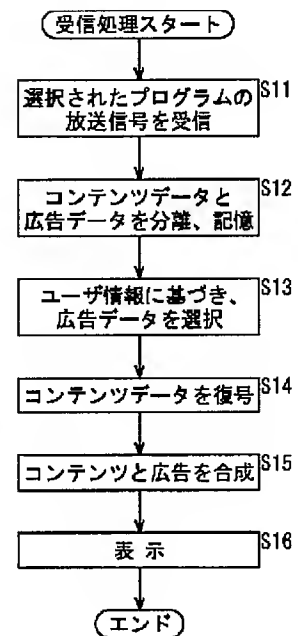 受信処理スタート
S11
選択されたプログラムの
放送信号を受信
S12
コンテンツデータと
広告データを分離、記憶
S13
ユーザ情報に基づき、
広告データを選択
S14
コンテンツデータを復号
S15
コンテンツと広告を合成
S16
表 示
エンド